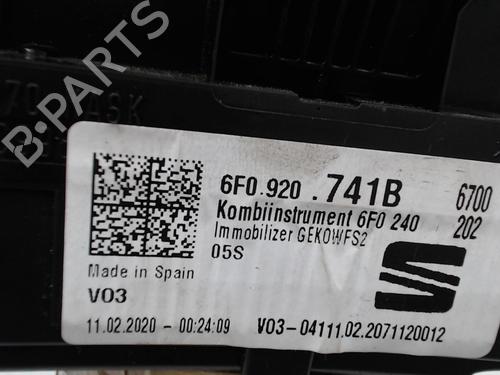 6F0.920 .741B 6700
Kombiinstrument 6F0 240 202
Immobilizer GEKOWFS2
05S
Made in Spain
V03
11.02.2020 - 00:24:09 V03-04111.02.2071120012
B-PARTS